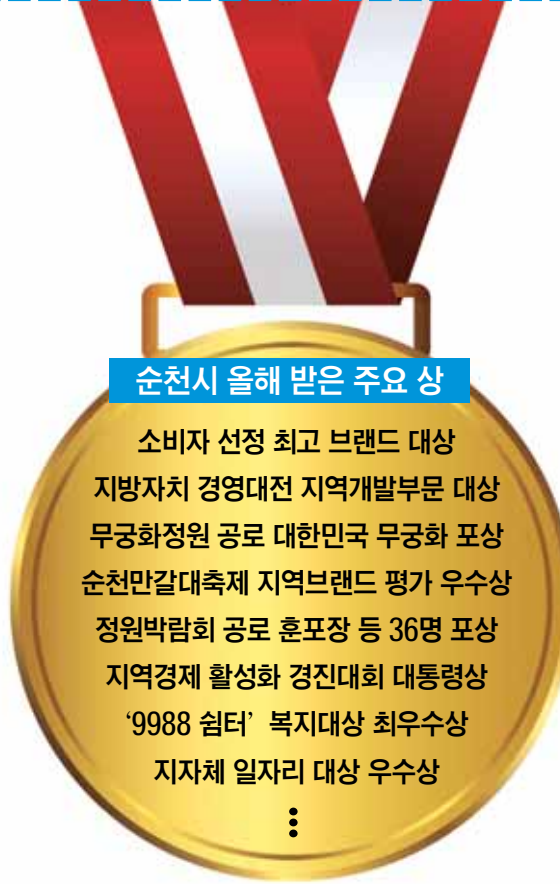 순천시 올해 받은 주요 상
소비자 선정 최고 브랜드 대상
지방자치 경영대전 지역개발부문 대상
무궁화정원 공로 대한민국 무궁화 포상
순천만갈대축제 지역브랜드 평가 우수상
정원박람회 공로 훈포장 등 36명 포상
지역경제 활성화 경진대회 대통령상
‘9988 쉼터’ 복지대상 최우수상
지자체 일자리 대상 우수상
⋮